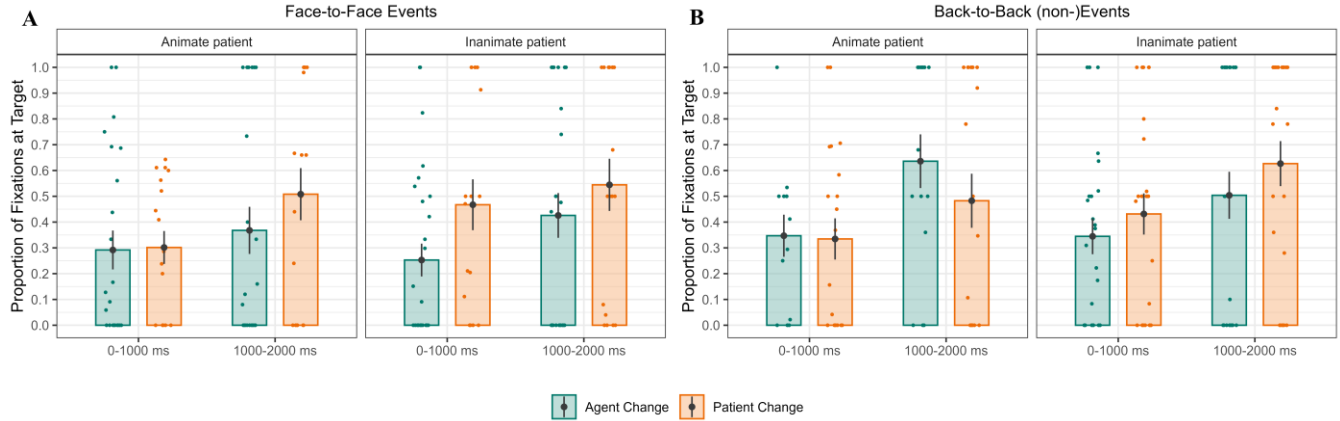 A
Face-to-Face Events
Animate patient
Inanimate patient
Proportion of Fixations at Target
1.0
0.9
0.8
0.7
0.6
0.5
0.4
0.3
0.2
0.1
0.0
0-1000 ms
1000-2000 ms
0-1000 ms
1000-2000 ms
B
Back-to-Back (non-)Events
Animate patient
Inanimate patient
Proportion of Fixations at Target
1.0
0.9
0.8
0.7
0.6
0.5
0.4
0.3
0.2
0.1
0.0
0-1000 ms
1000-2000 ms
0-1000 ms
1000-2000 ms
Agent Change
Patient Change